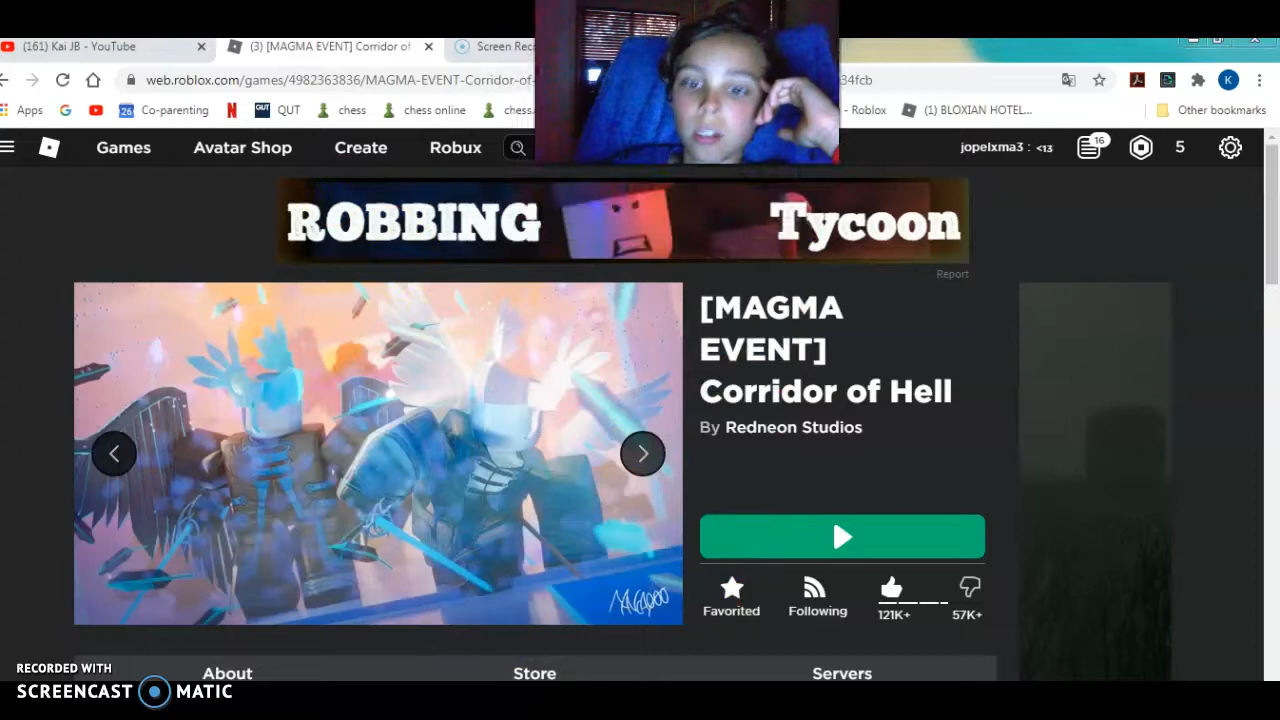 (161) Kai JB - YouTube
(3) [MAGMA EVENT] Corridor of
Screen Rec
web.roblox.com/games/4982363836/MAGMA-EVENT-Corridor-of-
34fcb
Apps
Co-parenting
QUT
chess
chess online
chess.
- Roblox
(1) BLOXIAN HOTEL...
Other bookmarks
Games
Avatar Shop
Create
Robux
jopelxma3 : <13
16
5
ROBBING Tycoon
Report
[MAGMA
EVENT]
Corridor of Hell
By Redneon Studios
Favorited
Following
121K+
57K+
About
Store
Servers
RECORDED WITH
SCREENCAST MATIC